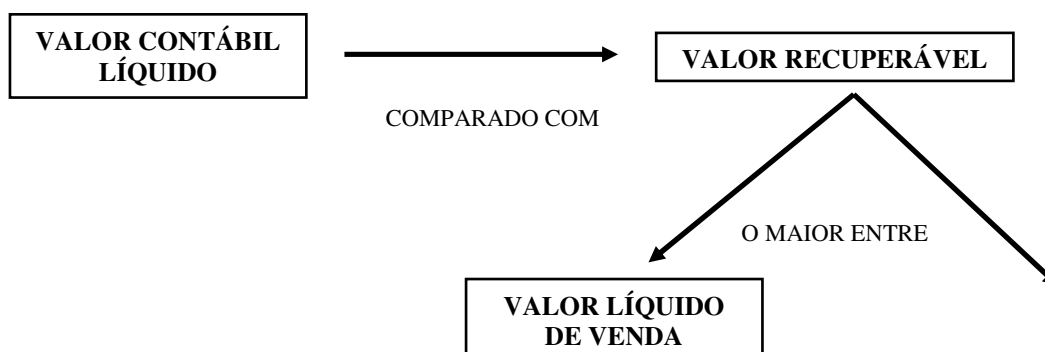 VALOR CONTÁBIL
LÍQUIDO
VALOR RECUPERÁVEL
COMPARADO COM
O MAIOR ENTRE
VALOR LÍQUIDO
DE VENDA